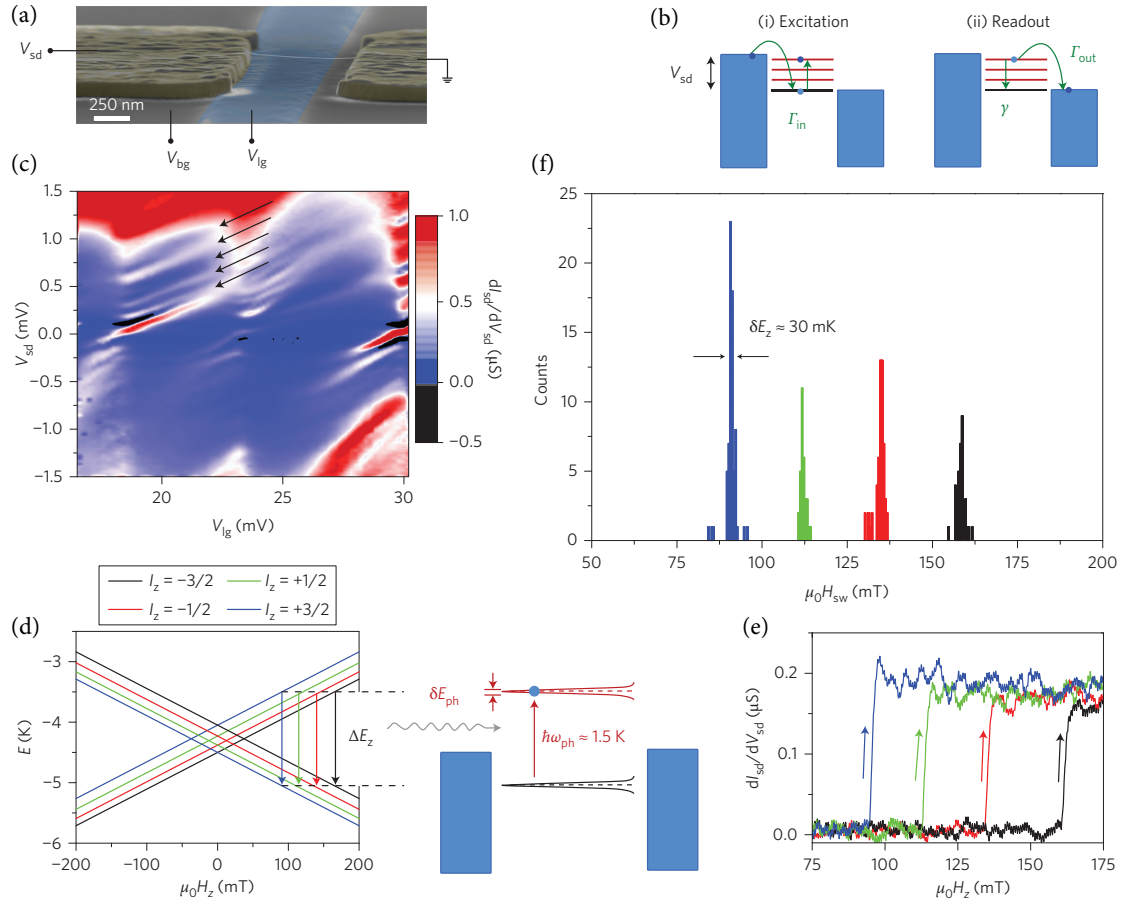 (a)
V_sd
250 nm
V_bg
V_lg
(b)
(i) Excitation
(ii) Readout
V_sd
Γ_in
Γ_out
γ
(c)
1.5
1.0
0.5
0.0
−0.5
−1.0
−1.5
V_sd (mV)
20
25
30
V_lg (mV)
1.0
0.5
0.0
−0.5
dI_sd/dV_sd (µS)
(f)
25
20
15
10
5
0
Counts
δE_z ≈ 30 mK
50
75
100
125
150
175
200
μ₀H_sw (mT)
I_z = −3/2
I_z = +1/2
I_z = −1/2
I_z = +3/2
(d)
−3
−4
−5
−6
E (K)
−200
−100
0
100
200
μ₀H_z (mT)
ΔE_z
δE_ph
ħω_ph ≈ 1.5 K
(e)
0.2
0.1
0.0
dI_sd/dV_sd (µS)
75
100
125
150
175
μ₀H_z (mT)